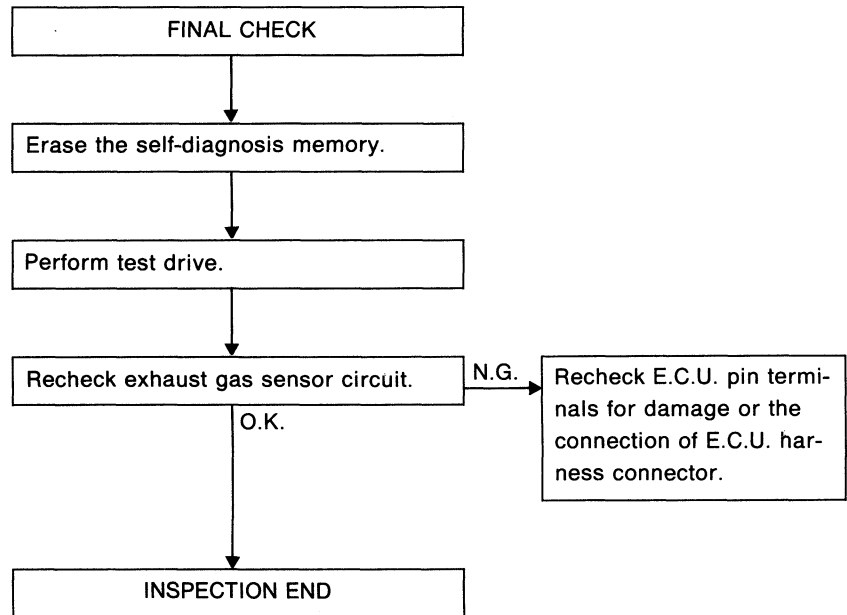 FINAL CHECK
Erase the self-diagnosis memory.
Perform test drive.
Recheck exhaust gas sensor circuit.
N.G.
Recheck E.C.U. pin termi-
nals for damage or the
connection of E.C.U. har-
ness connector.
O.K.
INSPECTION END